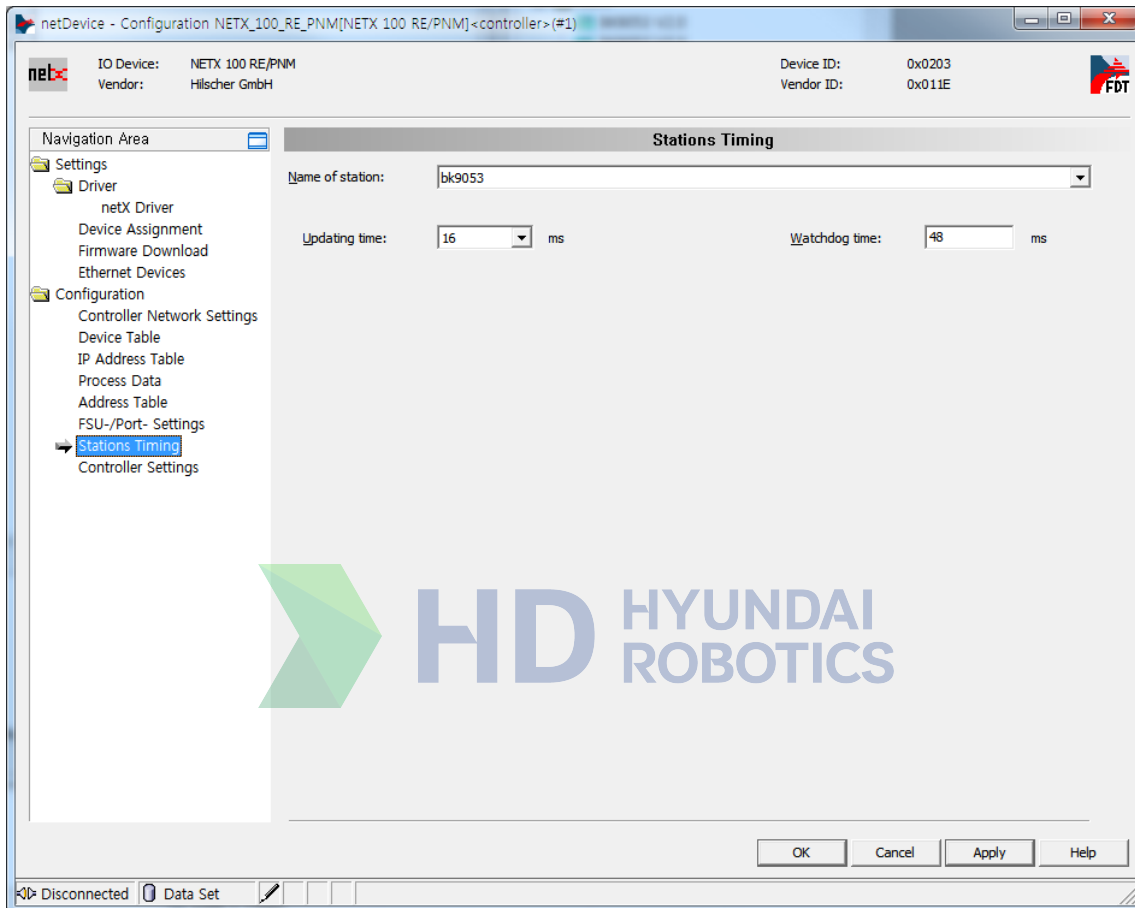 netDevice - Configuration NETX_100_RE_PNM[NETX 100 RE/PNM]<controller>(#1)
netx
IO Device: NETX 100 RE/PNM Device ID: 0x0203
Vendor: Hilscher GmbH Vendor ID: 0x011E
FDT
Navigation Area
Stations Timing
Settings
Driver
netX Driver
Device Assignment
Firmware Download
Ethernet Devices
Configuration
Controller Network Settings
Device Table
IP Address Table
Process Data
Address Table
FSU-/Port- Settings
Stations Timing
Controller Settings
Name of station: bk9053
Updating time: 16 ms Watchdog time: 48 ms
HD HYUNDAI
ROBOTICS
OK Cancel Apply Help
Disconnected Data Set